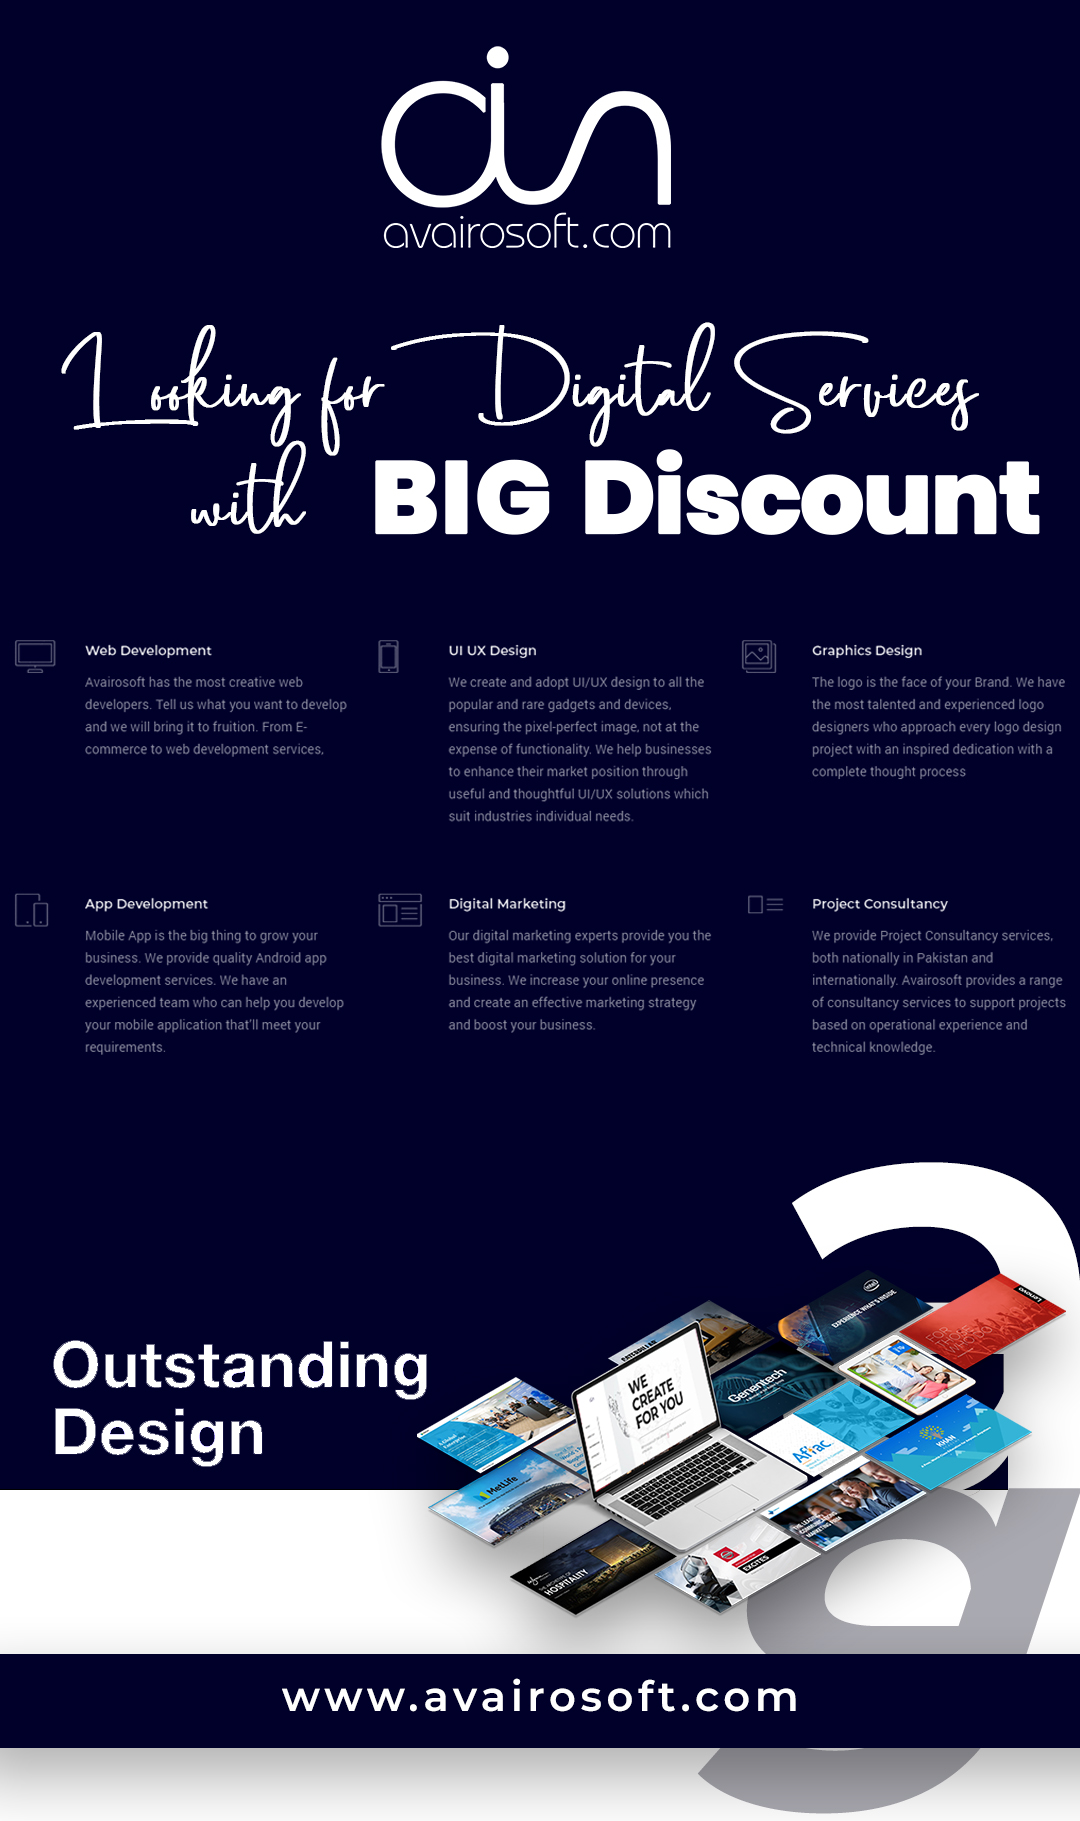 ain
avairosoft.com
Looking for Digital Services
with BIG Discount
Web Development
Avairosoft has the most creative web
developers. Tell us what you want to develop
and we will bring it to fruition. From E-
commerce to web development services,
UI UX Design
We create and adopt UI/UX design to all the
popular and rare gadgets and devices,
ensuring the pixel-perfect image, not at the
expense of functionality. We help businesses
to enhance their market position through
useful and thoughtful UI/UX solutions which
suit industries individual needs.
Graphics Design
The logo is the face of your Brand. We have
the most talented and experienced logo
designers who approach every logo design
project with an inspired dedication with a
complete thought process
App Development
Mobile App is the big thing to grow your
business. We provide quality Android app
development services. We have an
experienced team who can help you develop
your mobile application that'll meet your
requirements.
Digital Marketing
Our digital marketing experts provide you the
best digital marketing solution for your
business. We increase your online presence
and create an effective marketing strategy
and boost your business.
Project Consultancy
We provide Project Consultancy services,
both nationally in Pakistan and
internationally. Avairosoft provides a range
of consultancy services to support projects
based on operational experience and
technical knowledge.
Outstanding
Design
intel
EXPERIENCE WHAT'S INSIDE
Lenovo
WE
CREATE
FOR YOU
Genentech
Aflac
KHAN
MetLife
HOSPITALITY
EXCITES
www.avairosoft.com